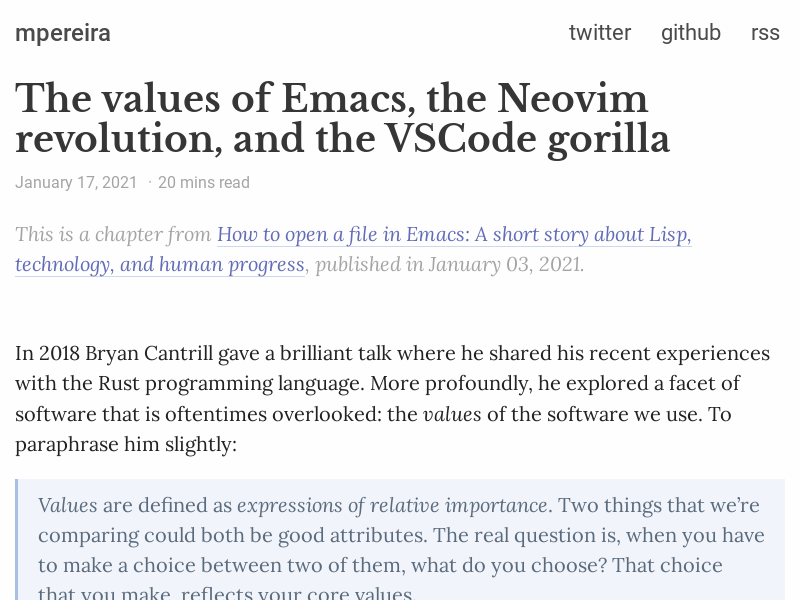 mpereira
twitter github rss
The values of Emacs, the Neovim
revolution, and the VSCode gorilla
January 17, 2021 · 20 mins read
This is a chapter from How to open a file in Emacs: A short story about Lisp,
technology, and human progress, published in January 03, 2021.
In 2018 Bryan Cantrill gave a brilliant talk where he shared his recent experiences
with the Rust programming language. More profoundly, he explored a facet of
software that is oftentimes overlooked: the values of the software we use. To
paraphrase him slightly:
Values are defined as expressions of relative importance. Two things that we’re
comparing could both be good attributes. The real question is, when you have
to make a choice between two of them, what do you choose? That choice
that you make, reflects your core values.